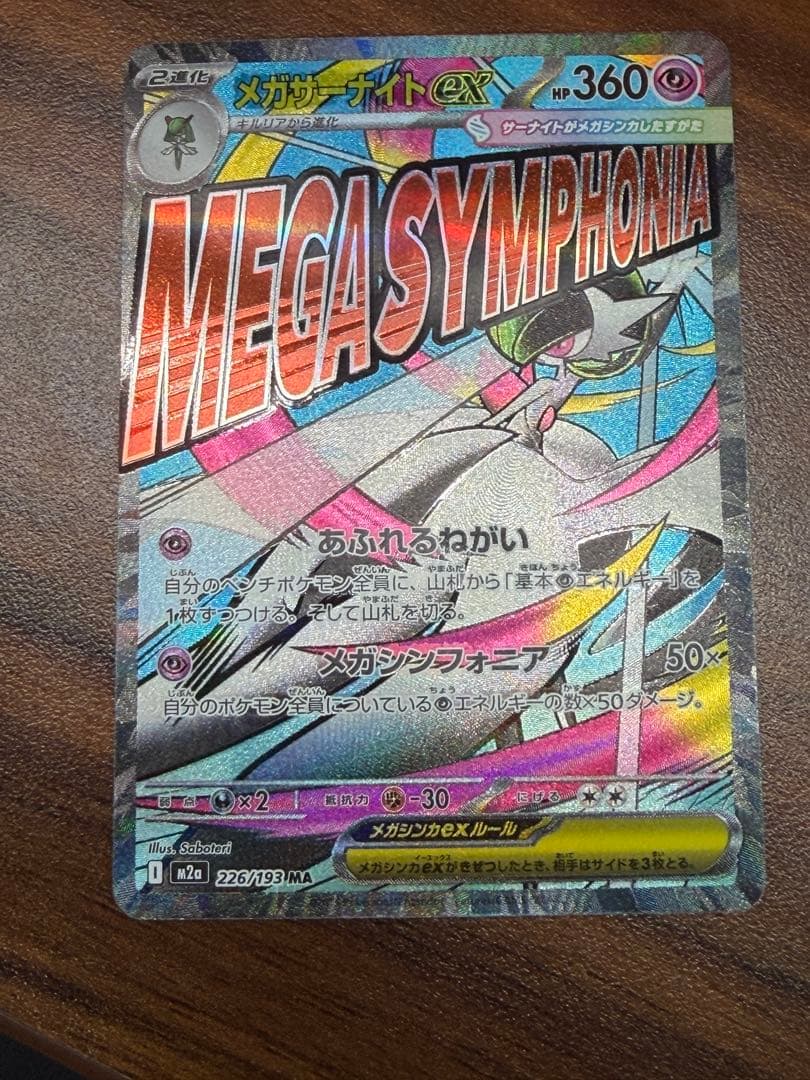 2進化
メガサーナイトex
HP360
キルリアから進化
サーナイトがメガシンカしたすがた
MEGA SYMPHONIA
あふれるねがい
自分のベンチポケモン全員に、山札から「基本エネルギー」を
1枚ずつつける。そして山札を切る。
メガシンフォニア 50×
自分のポケモン全員についているエネルギーの数×50ダメージ。
弱点 ×2 抵抗力 -30 にげる
メガシンカexルール
メガシンカexがきぜつしたとき、相手はサイドを3枚とる。
Illus. Saboteri
I M2a 226/193 MA